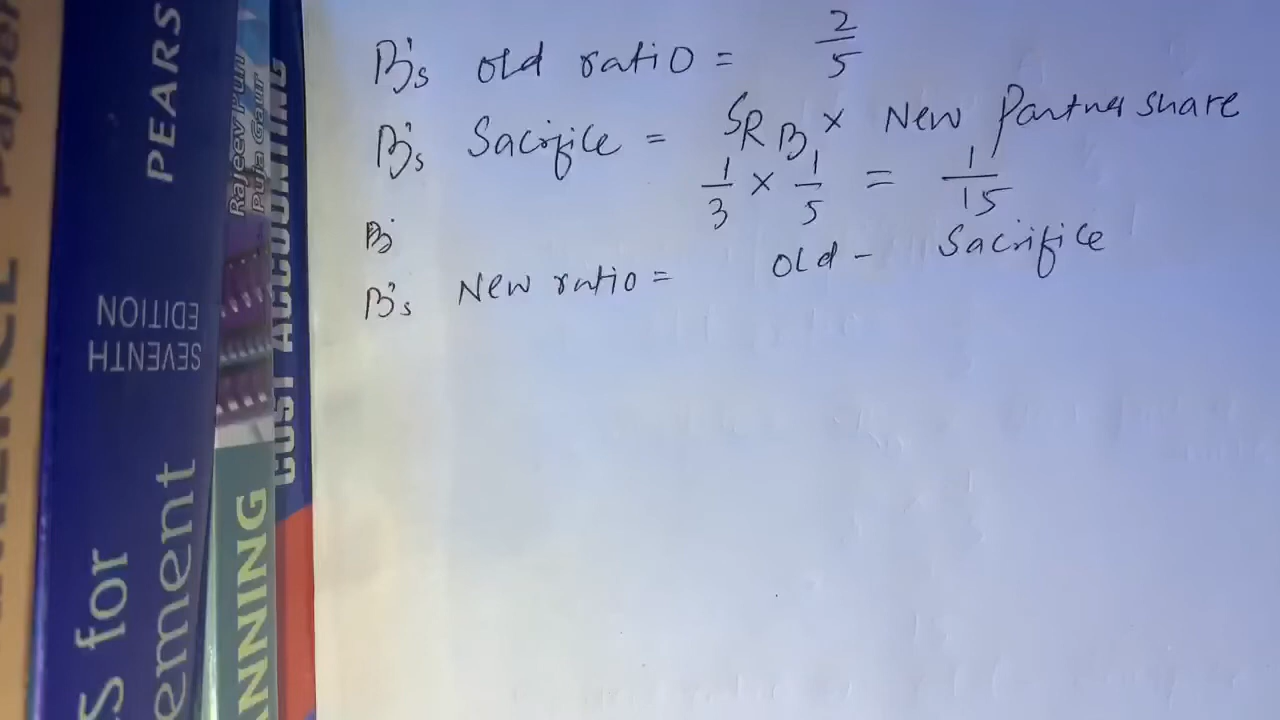 B's old ratio = 2/5
B's Sacrifice = SR B × New Partner share
1/3 × 1/5 = 1/15
B
B's New ratio = old - Sacrifice
PEARS
SEVENTH
EDITION
s for
ement
Rajeev Puri
Puja Gaur
ANNING
COST ACCOUNTING